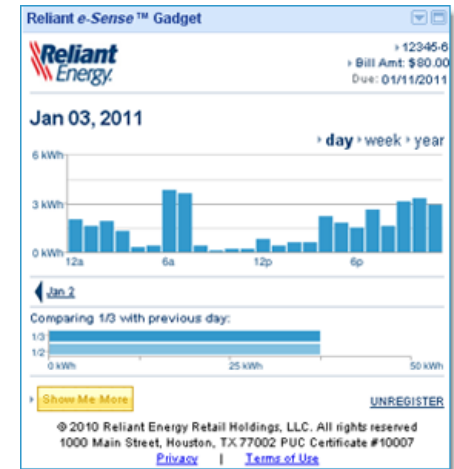 Reliant e-Sense™ Gadget
Reliant
Energy.
12345-6
Bill Amt: $80.00
Due: 01/11/2011
Jan 03, 2011
day week year
6 kWh
3 kWh
0 kWh
12a 6a 12p 6p
Jan 2
Comparing 1/3 with previous day:
1/3
1/2
0 kWh 25 kWh 50 kWh
Show Me More
UNREGISTER
© 2010 Reliant Energy Retail Holdings, LLC. All rights reserved
1000 Main Street, Houston, TX 77002 PUC Certificate #10007
Privacy | Terms of Use